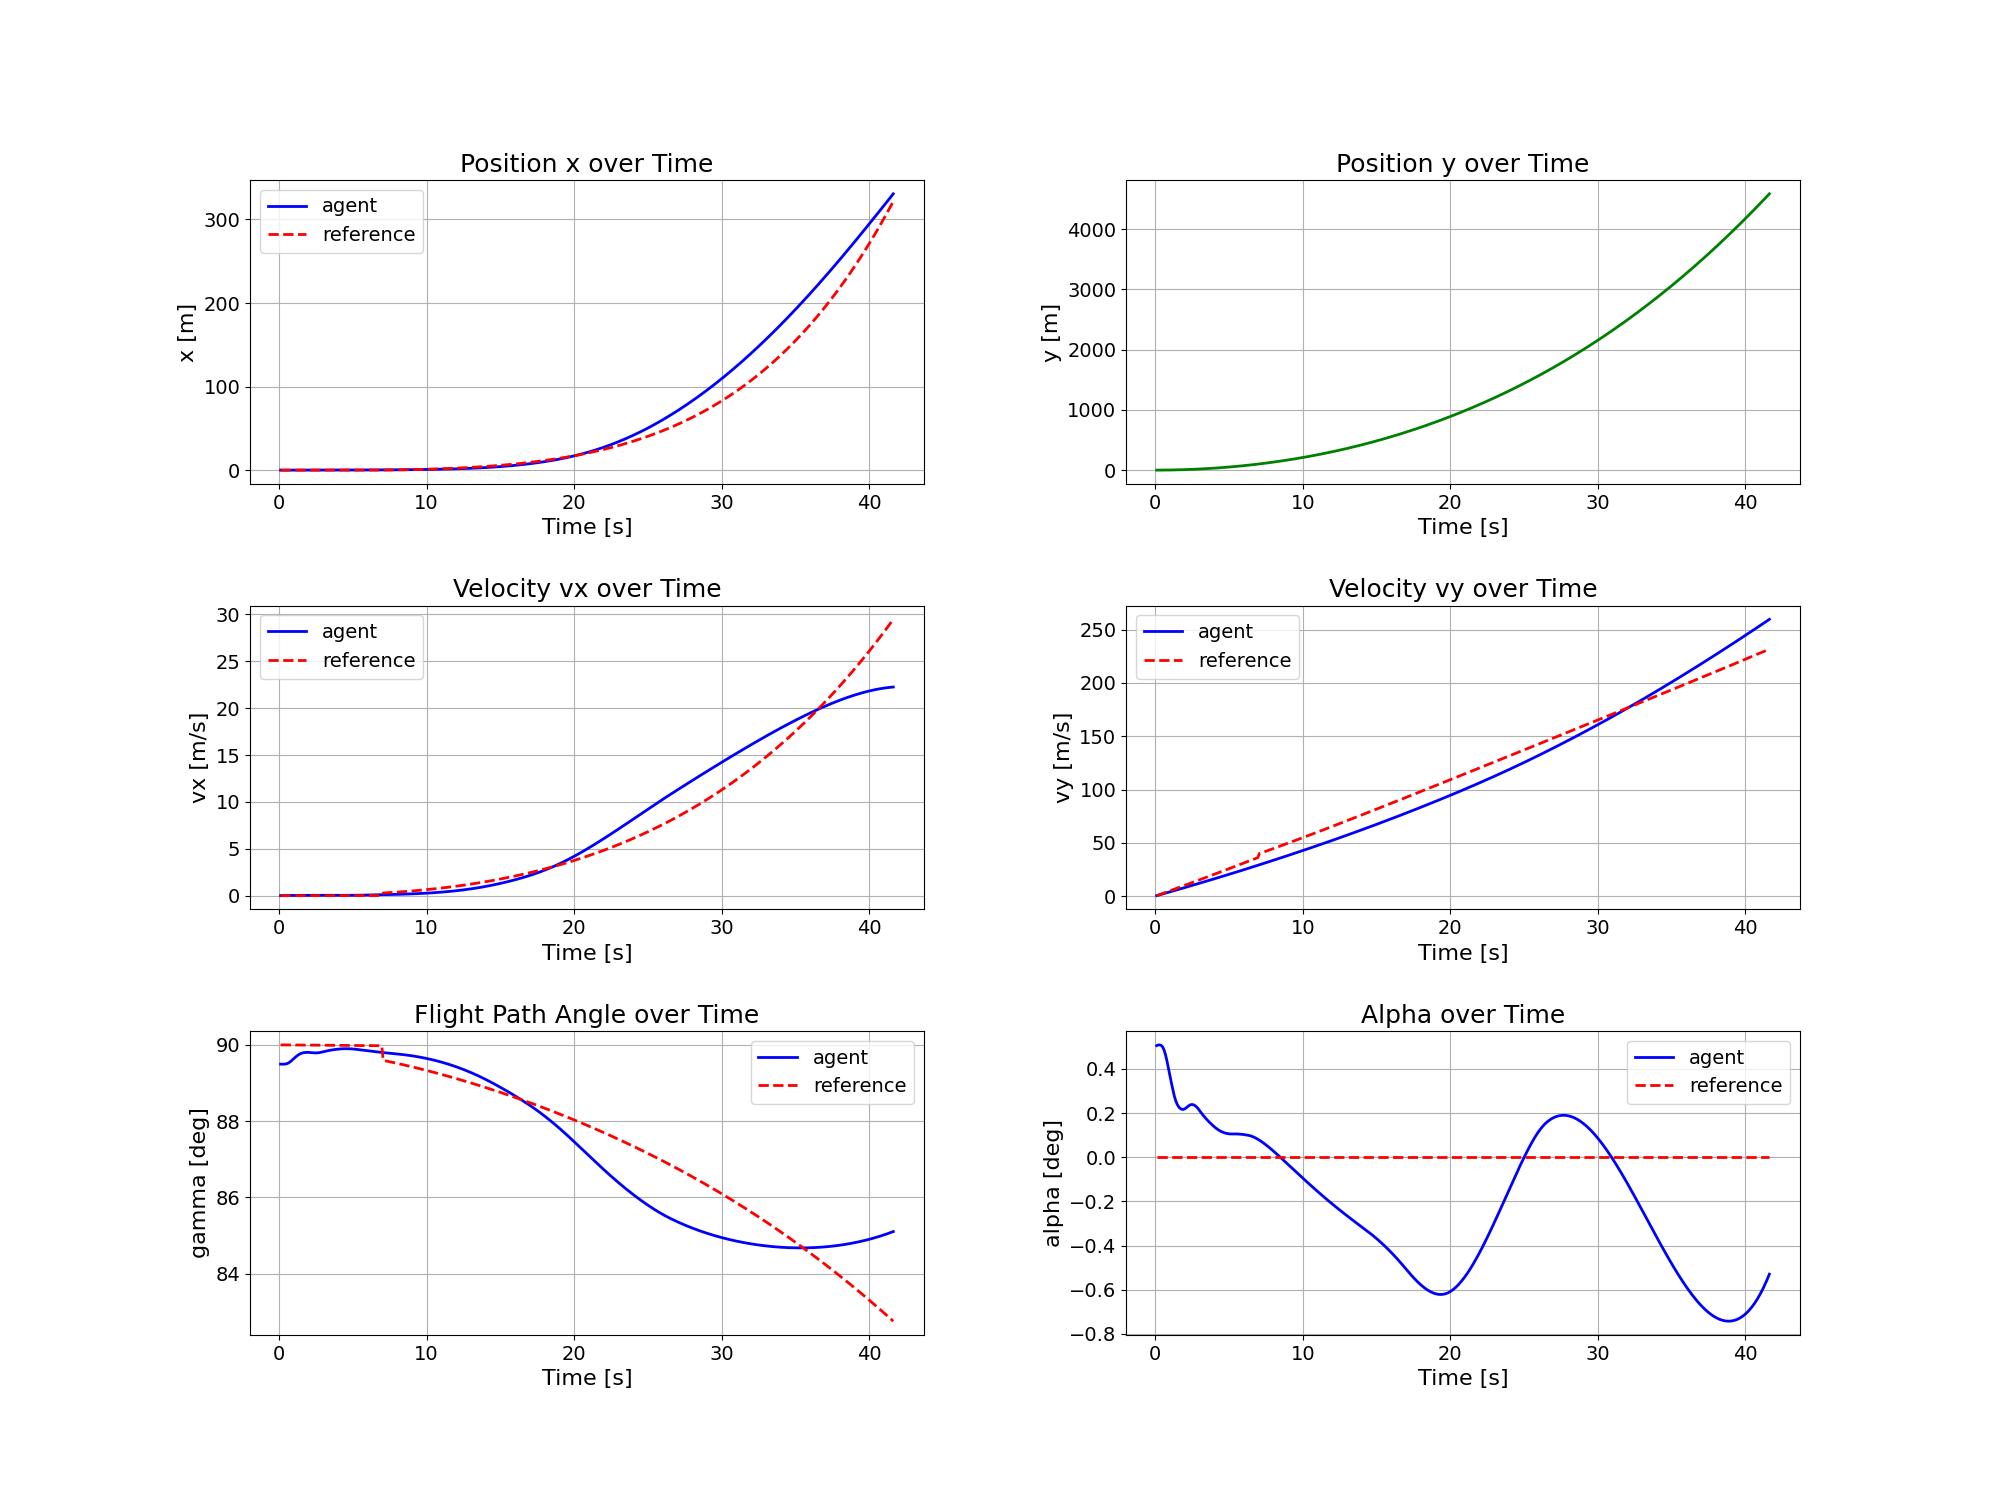 Position x over Time
agent
reference
300
200
100
0
x [m]
0 10 20 30 40
Time [s]
Position y over Time
4000
3000
2000
1000
0
y [m]
0 10 20 30 40
Time [s]
Velocity vx over Time
agent
reference
30
25
20
15
10
5
0
vx [m/s]
0 10 20 30 40
Time [s]
Velocity vy over Time
agent
reference
250
200
150
100
50
0
vy [m/s]
0 10 20 30 40
Time [s]
Flight Path Angle over Time
agent
reference
90
88
86
84
gamma [deg]
0 10 20 30 40
Time [s]
Alpha over Time
agent
reference
0.4
0.2
0.0
−0.2
−0.4
−0.6
−0.8
alpha [deg]
0 10 20 30 40
Time [s]